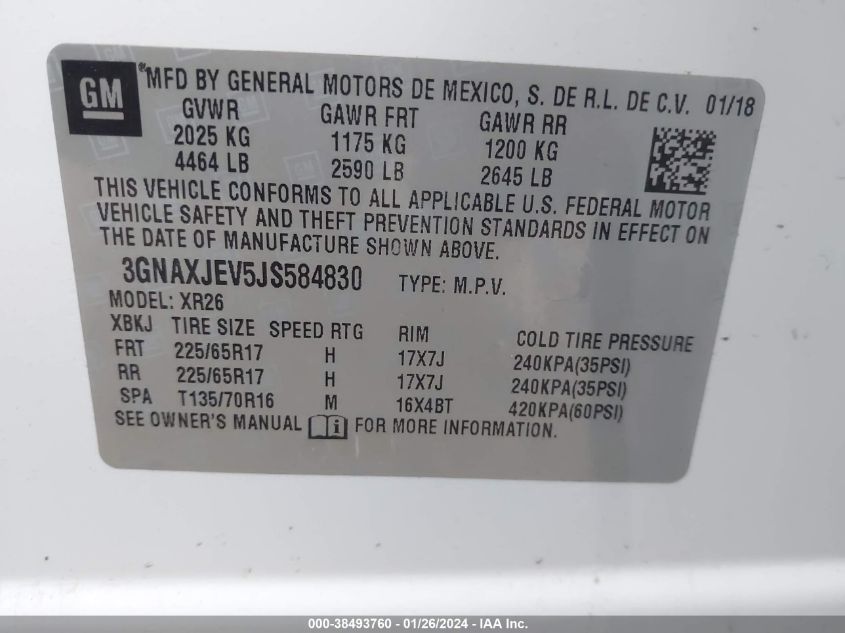 GM
*MFD BY GENERAL MOTORS DE MEXICO, S. DE R.L. DE C.V. 01/18
GVWR GAWR FRT GAWR RR
2025 KG 1175 KG 1200 KG
4464 LB 2590 LB 2645 LB
THIS VEHICLE CONFORMS TO ALL APPLICABLE U.S. FEDERAL MOTOR
VEHICLE SAFETY AND THEFT PREVENTION STANDARDS IN EFFECT ON
THE DATE OF MANUFACTURE SHOWN ABOVE.
3GNAXJEV5JS584830 TYPE: M.P.V.
MODEL: XR26
XBKJ TIRE SIZE SPEED RTG RIM COLD TIRE PRESSURE
FRT 225/65R17 H 17X7J 240KPA(35PSI)
RR 225/65R17 H 17X7J 240KPA(35PSI)
SPA T135/70R16 M 16X4BT 420KPA(60PSI)
SEE OWNER'S MANUAL FOR MORE INFORMATION.
000-38493760 - 01/26/2024 - IAA Inc.